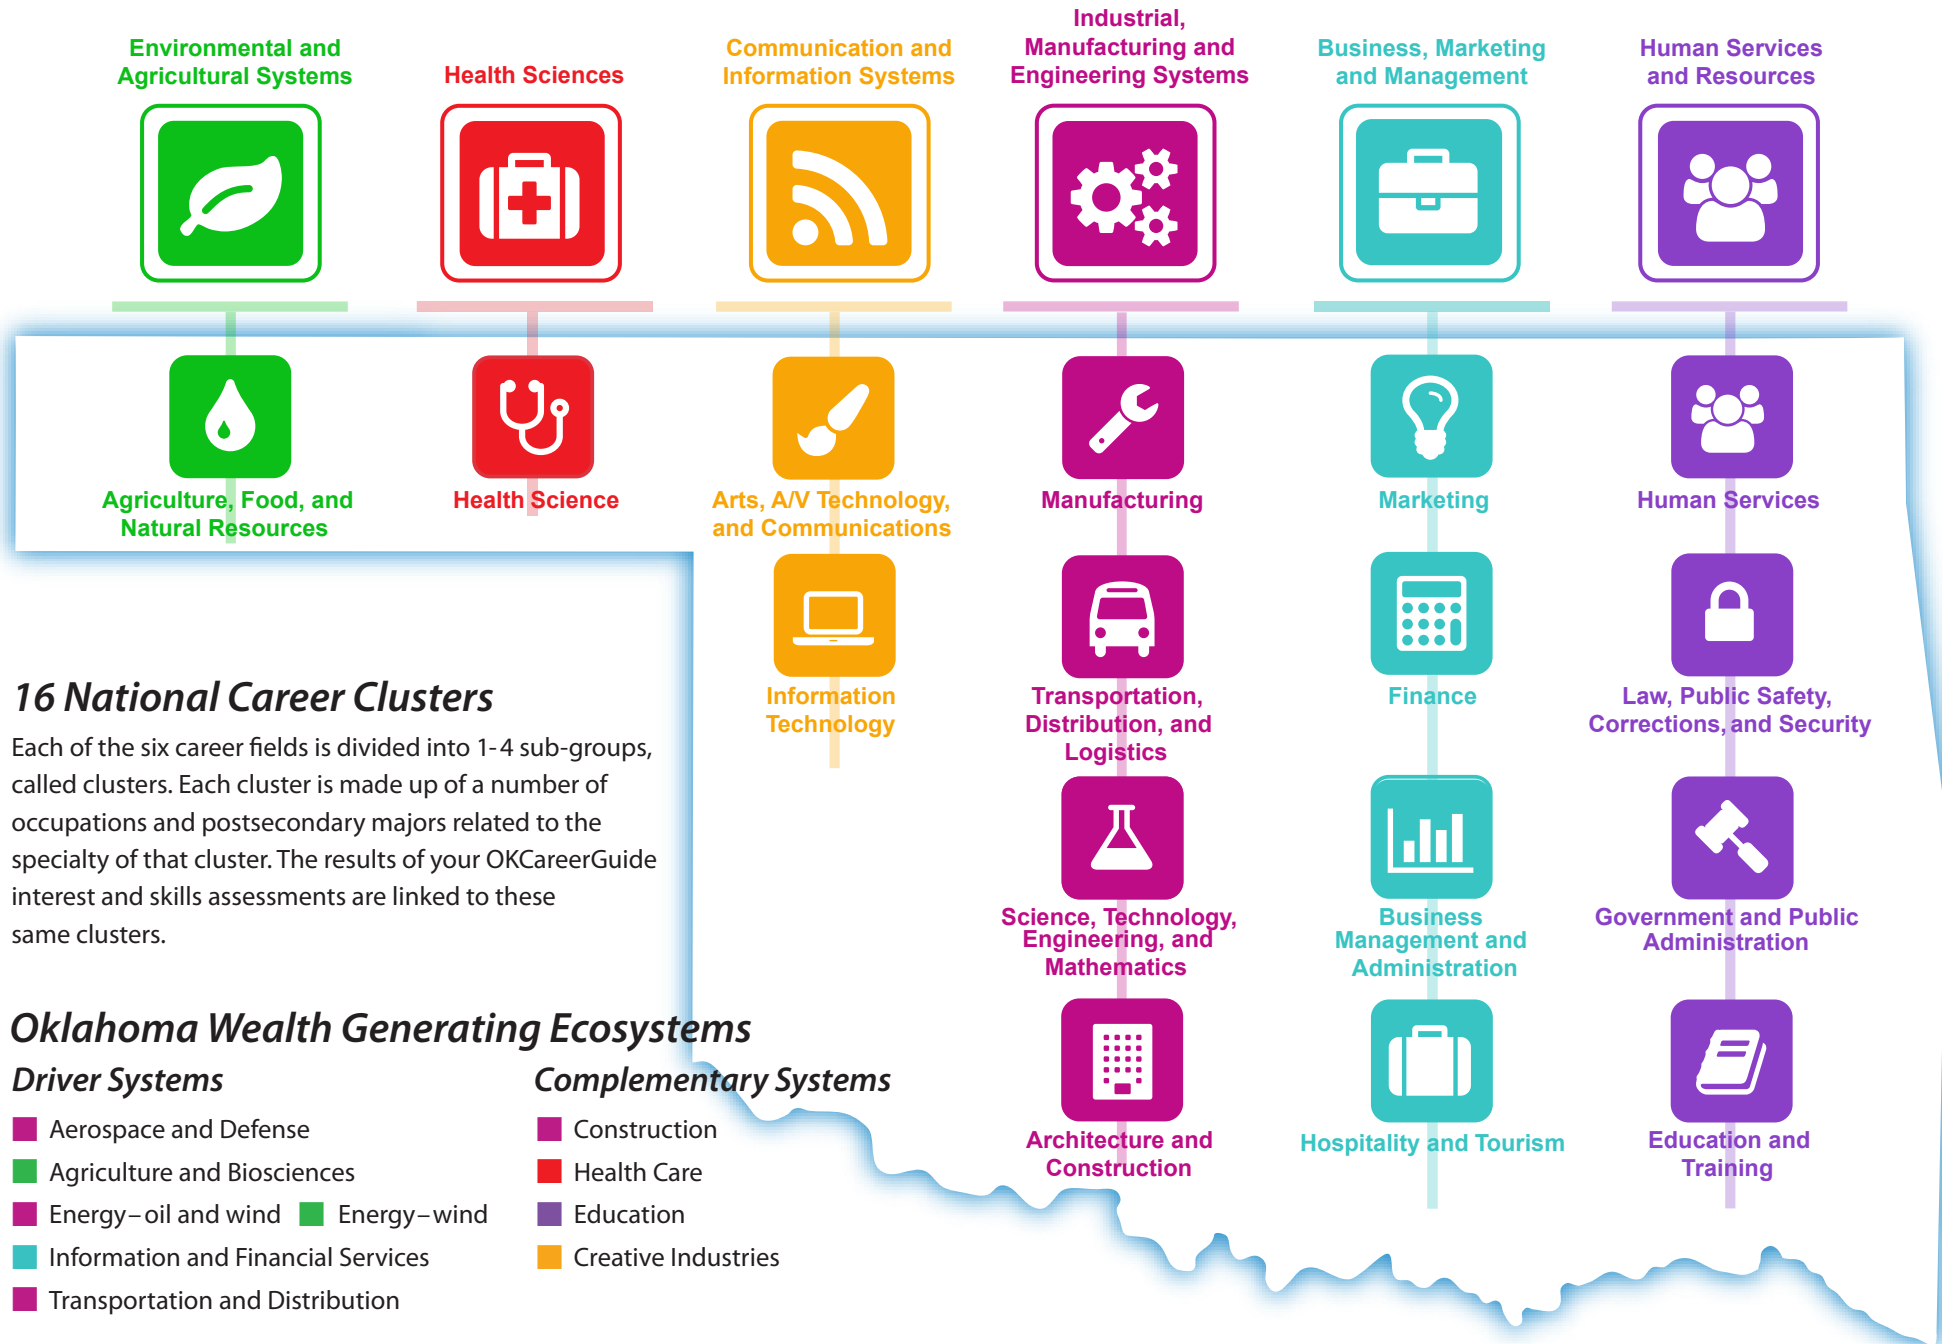 Environmental and
Agricultural Systems
Health Sciences
Communication and
Information Systems
Industrial,
Manufacturing and
Engineering Systems
Business, Marketing
and Management
Human Services
and Resources
Agriculture, Food, and
Natural Resources
Health Science
Arts, A/V Technology,
and Communications
Manufacturing
Marketing
Human Services
Information
Technology
Transportation,
Distribution, and
Logistics
Finance
Law, Public Safety,
Corrections, and Security
Science, Technology,
Engineering, and
Mathematics
Business
Management and
Administration
Government and Public
Administration
Architecture and
Construction
Hospitality and Tourism
Education and
Training
16 National Career Clusters
Each of the six career fields is divided into 1-4 sub-groups,
called clusters. Each cluster is made up of a number of
occupations and postsecondary majors related to the
specialty of that cluster. The results of your OKCareerGuide
interest and skills assessments are linked to these
same clusters.
Oklahoma Wealth Generating Ecosystems
Driver Systems
Aerospace and Defense
Agriculture and Biosciences
Energy–oil and wind Energy–wind
Information and Financial Services
Transportation and Distribution
Complementary Systems
Construction
Health Care
Education
Creative Industries